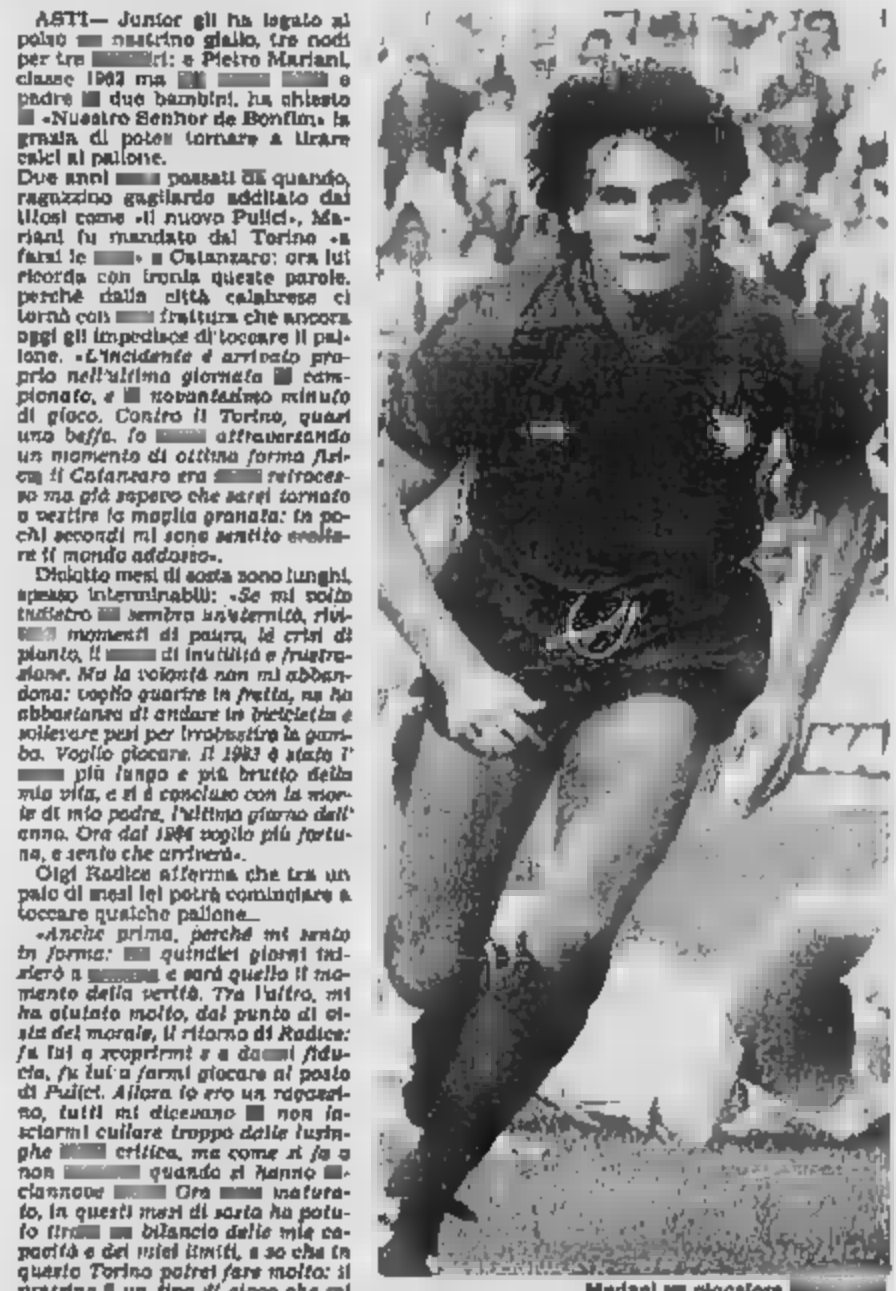 ASTI— Junior gli ha legato al
polso nastrino giallo, tre nodi
per tre e Pietro Mariani,
classe 1962 ma e
padre due bambini, ha chiesto
«Nuestro Senhor de Bonfim» la
grazia di poter tornare a tirare
calci al pallone.
Due anni passati da quando,
ragazzino gagliardo additato dai
tifosi come «il nuovo Pulici», Ma-
riani fu mandato dal Torino «a
farsi le » a Catanzaro: ora lui
ricorda con ironia queste parole,
perchè dalla città calabrese ci
tornò con frattura che ancora
oggi gli impedisce di toccare il pal-
lone. «L'incidente è arrivato pro-
prio nell'ultima giornata cam-
pionato, e novantesimo minuto
di gioco. Contro il Torino, quasi
una beffa. Io attraversando
un momento di ottima forma fisi-
ca il Catanzaro era retroces-
so ma già sapevo che sarei tornato
a vestire la maglia granata: in po-
chi secondi mi sono sentito
re il mondo addosso».
Diciotto mesi di sosta sono lunghi,
spesso interminabili: «Se mi volto
indietro sembra un'eternità, rivi-
momenti di paura, le crisi di
pianto, il di inutilità e frustra-
zione. Ma la volontà non mi abban-
dona: voglio guarire in fretta, ne ho
abbastanza di andare in bicicletta e
sollevare pesi per irrobustire la gam-
ba. Voglio giocare. Il 1983 è stato l'
più lungo e più brutto della
mia vita, e si è concluso con la mor-
te di mio padre, l'ultimo giorno dell'
anno. Ora dal 1984 voglio più fortu-
na, e sento che arriverà».
Gigi Radice afferma che tra un
paio di mesi lei potrà cominciare a
toccare qualche pallone...
«Anche prima, perché mi sento
in forma: quindici giorni ini-
zierò a e sarà quello il mo-
mento della verità. Tra l'altro, mi
ha aiutato molto, dal punto di vi-
sta del morale, il ritorno di Radice:
fu lui a scoprirmi e a darmi fidu-
cia, fu lui a farmi giocare al posto
di Pulici. Allora io ero un ragazzi-
no, tutti mi dicevano non la-
sciarmi cullare troppo dalle lusin-
ghe critica, ma come si fa a
non quando si hanno
ciannove Ora matura-
to, in questi mesi di sosta ho potu-
to bilancio delle mie ca-
pacità e dei miei limiti, e so che in
questo Torino potrei fare molto: il
Mariani